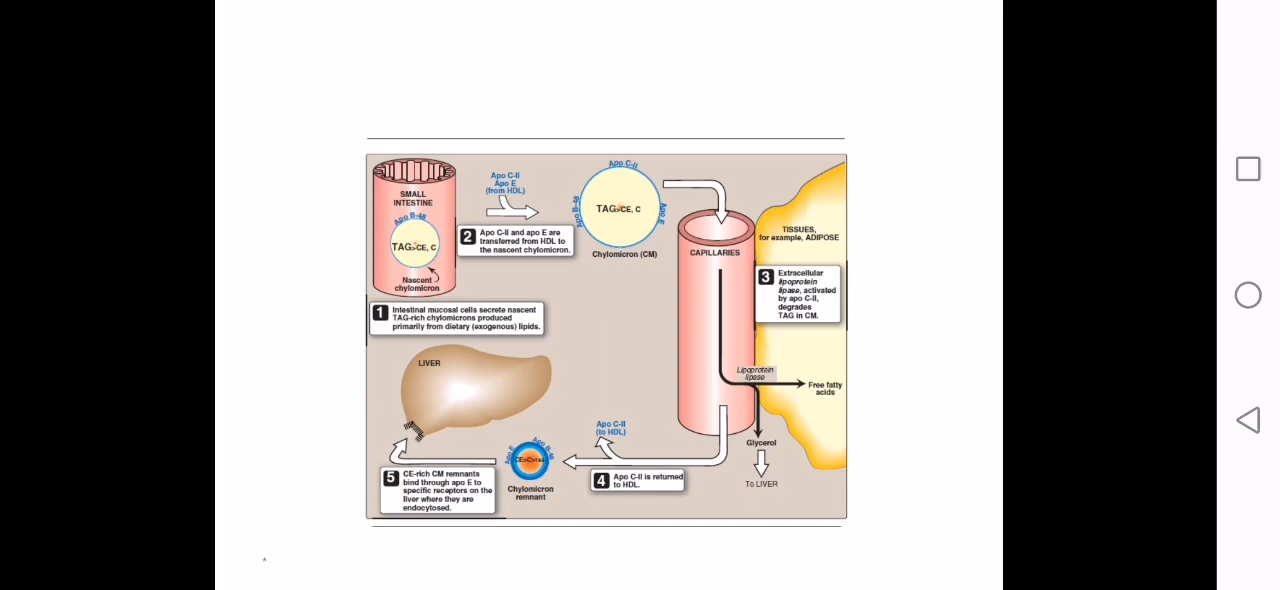 SMALL
INTESTINE
Apo B-48
TAG>CE, C
Nascent
chylomicron
1 Intestinal mucosal cells secrete nascent
TAG-rich chylomicrons produced
primarily from dietary (exogenous) lipids.
Apo C-II
Apo E
(from HDL)
2 Apo C-II and apo E are
transferred from HDL to
the nascent chylomicron.
Apo C-II
Apo B-48
Apo E
TAG>CE, C
Chylomicron (CM)
CAPILLARIES
TISSUES,
for example, ADIPOSE
3 Extracellular
lipoprotein
lipase, activated
by apo C-II,
degrades
TAG in CM.
Lipoprotein
lipase
Free fatty
acids
Glycerol
To LIVER
Apo C-II
(to HDL)
4 Apo C-II is returned
to HDL.
Apo E
Apo B-48
CE>C>TAG
Chylomicron
remnant
LIVER
5 CE-rich CM remnants
bind through apo E to
specific receptors on the
liver where they are
endocytosed.
*